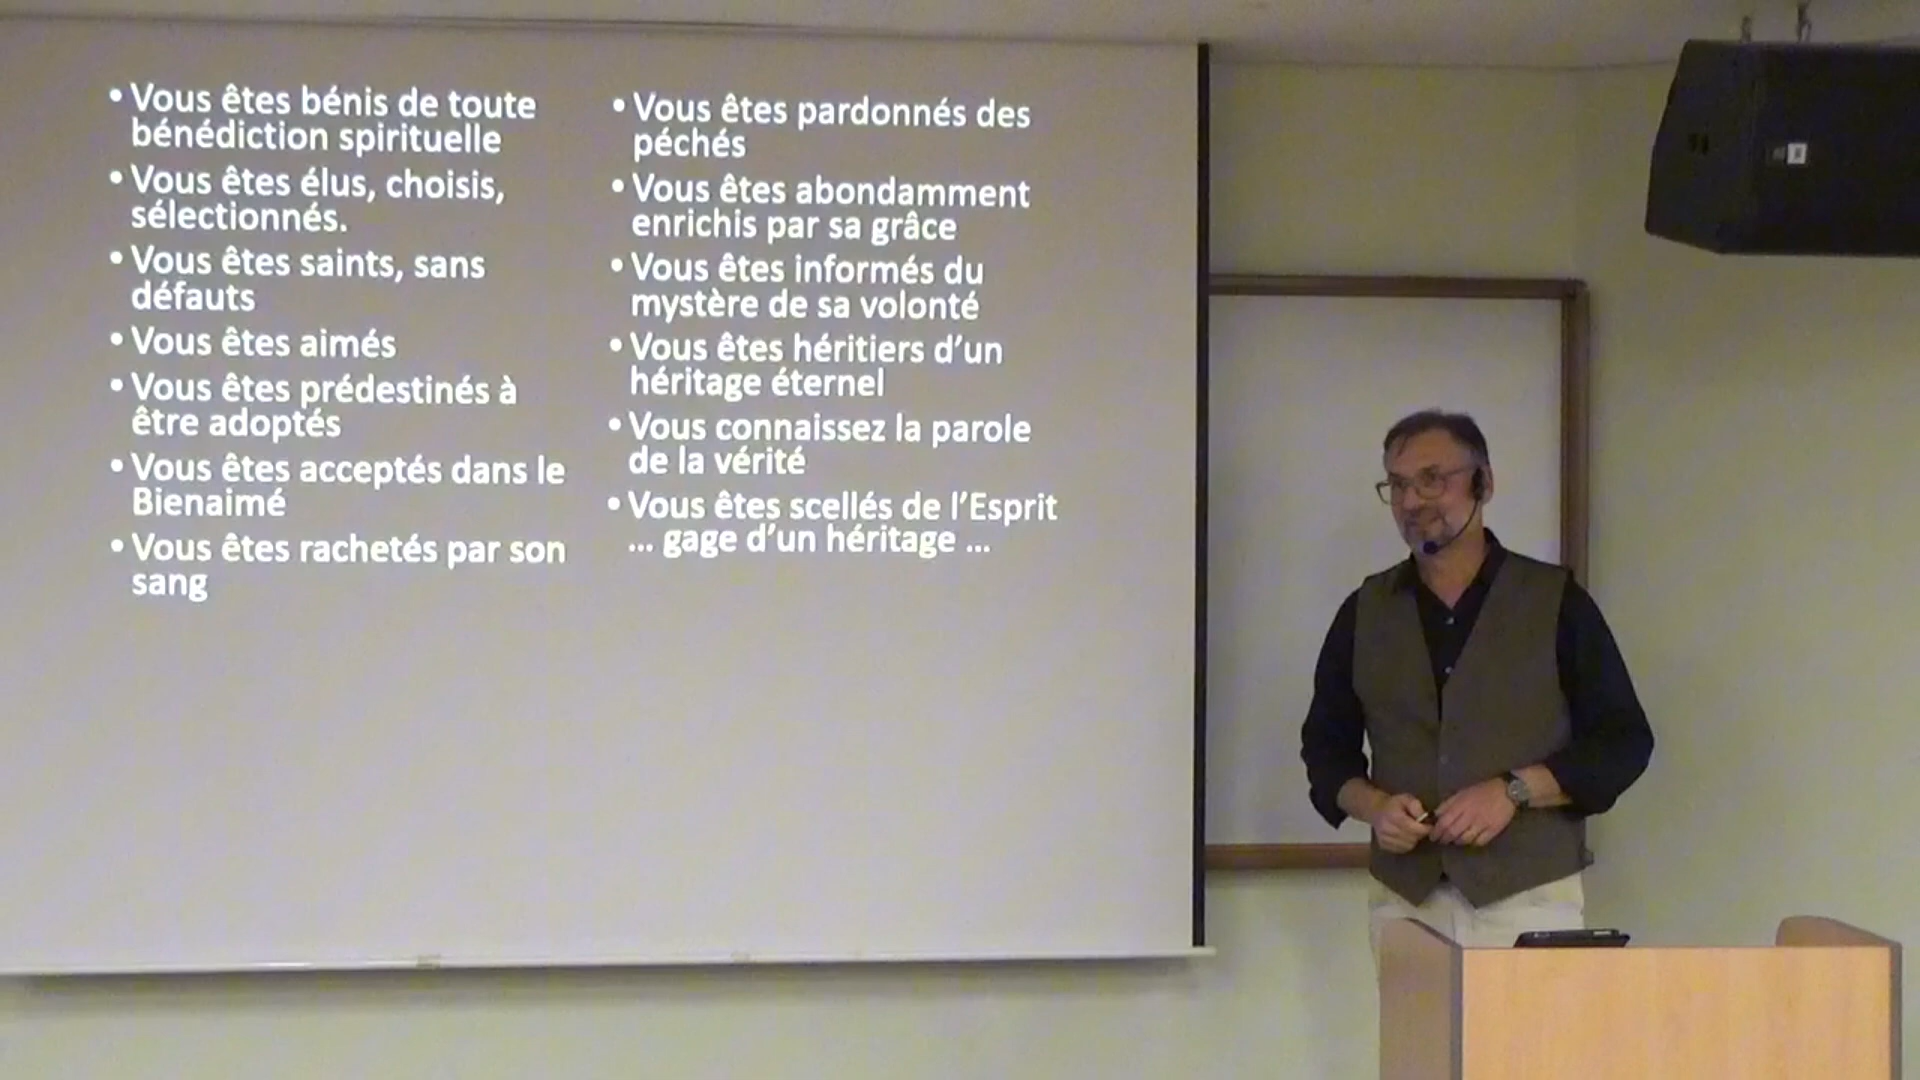 • Vous êtes bénis de toute
bénédiction spirituelle
• Vous êtes élus, choisis,
sélectionnés.
• Vous êtes saints, sans
défauts
• Vous êtes aimés
• Vous êtes prédestinés à
être adoptés
• Vous êtes acceptés dans le
Bienaimé
• Vous êtes rachetés par son
sang
• Vous êtes pardonnés des
péchés
• Vous êtes abondamment
enrichis par sa grâce
• Vous êtes informés du
mystère de sa volonté
• Vous êtes héritiers d’un
héritage éternel
• Vous connaissez la parole
de la vérité
• Vous êtes scellés de l’Esprit
... gage d’un héritage ...